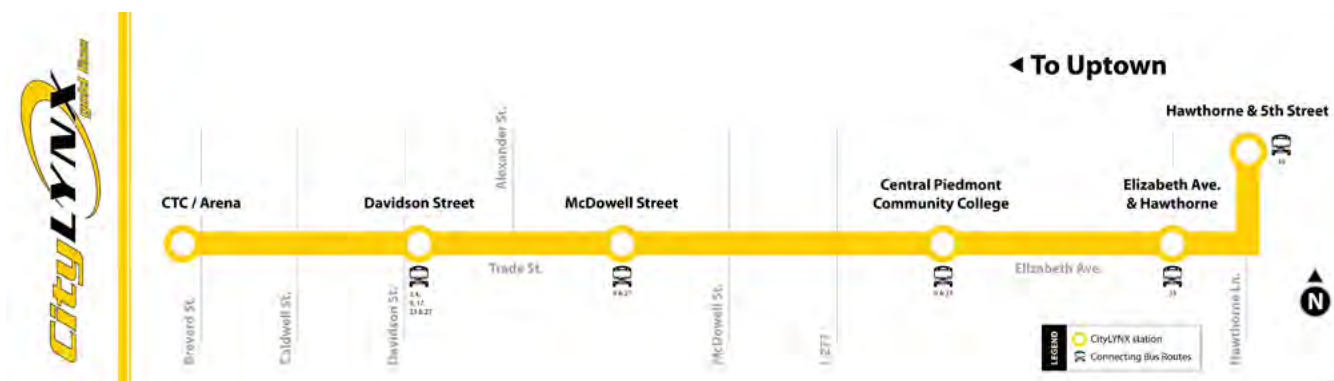 CityLYNX
gold line
To Uptown
Hawthorne & 5th Street
CTC / Arena
Davidson Street
McDowell Street
Central Piedmont
Community College
Elizabeth Ave.
& Hawthorne
Alexander St.
Trade St.
Elizabeth Ave.
Brevard St.
Caldwell St.
Davidson St.
McDowell St.
I-277
Hawthorne Ln.
N
LEGEND
CityLYNX station
Connecting Bus Routes